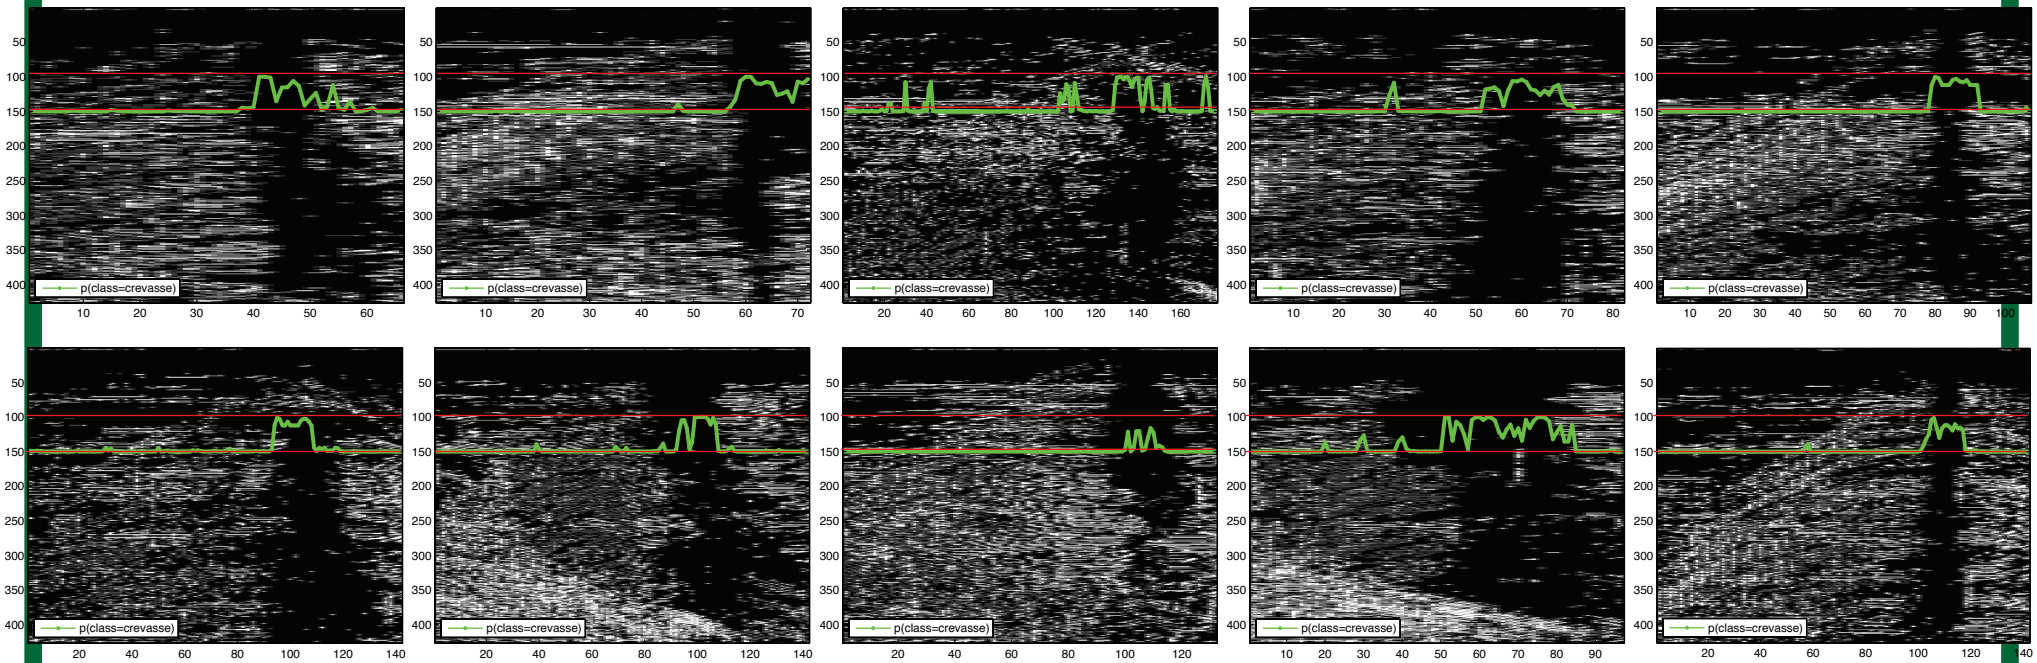 50 100 150 200 250 300 350 400
p(class=crevasse)
10 20 30 40 50 60
50 100 150 200 250 300 350 400
p(class=crevasse)
10 20 30 40 50 60 70
50 100 150 200 250 300 350 400
p(class=crevasse)
20 40 60 80 100 120 140 160
50 100 150 200 250 300 350 400
p(class=crevasse)
10 20 30 40 50 60 70 80
50 100 150 200 250 300 350 400
p(class=crevasse)
10 20 30 40 50 60 70 80 90 100
50 100 150 200 250 300 350 400
p(class=crevasse)
20 40 60 80 100 120 140
50 100 150 200 250 300 350 400
p(class=crevasse)
20 40 60 80 100 120 140
50 100 150 200 250 300 350 400
p(class=crevasse)
20 40 60 80 100 120
50 100 150 200 250 300 350 400
p(class=crevasse)
10 20 30 40 50 60 70 80 90
50 100 150 200 250 300 350 400
p(class=crevasse)
20 40 60 80 100 120 140